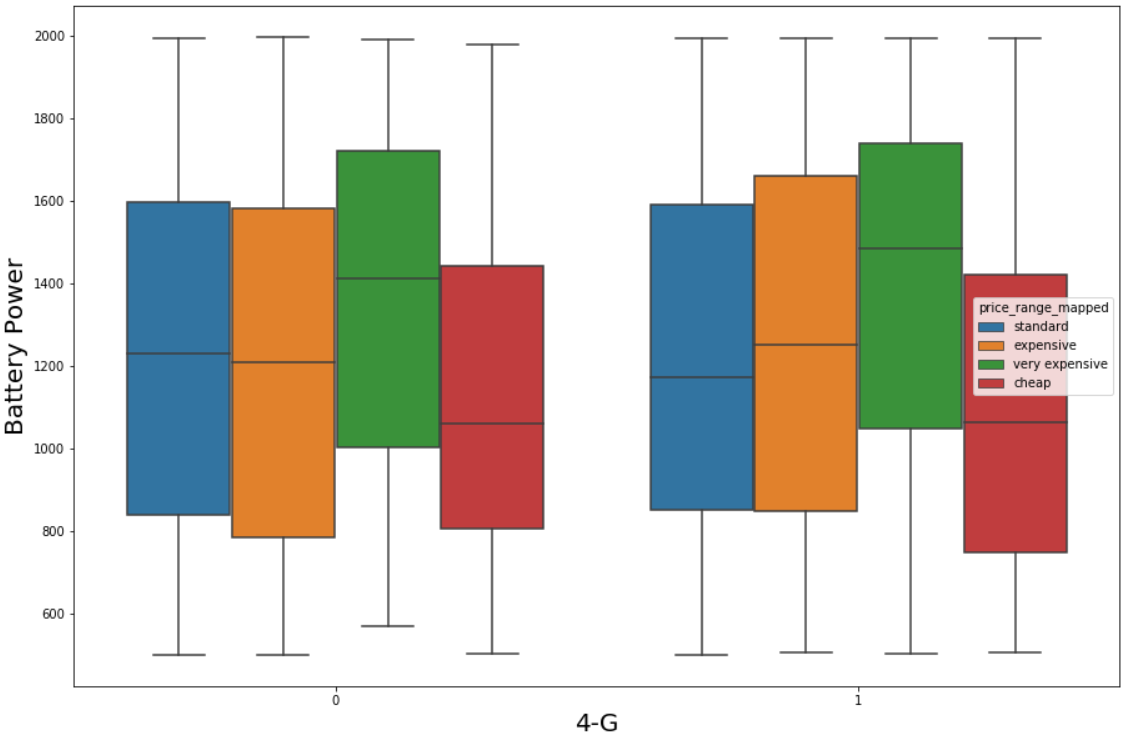 2000
1800
1600
1400
1200
1000
800
600
Battery Power
price_range_mapped
standard
expensive
very expensive
cheap
0
1
4-G